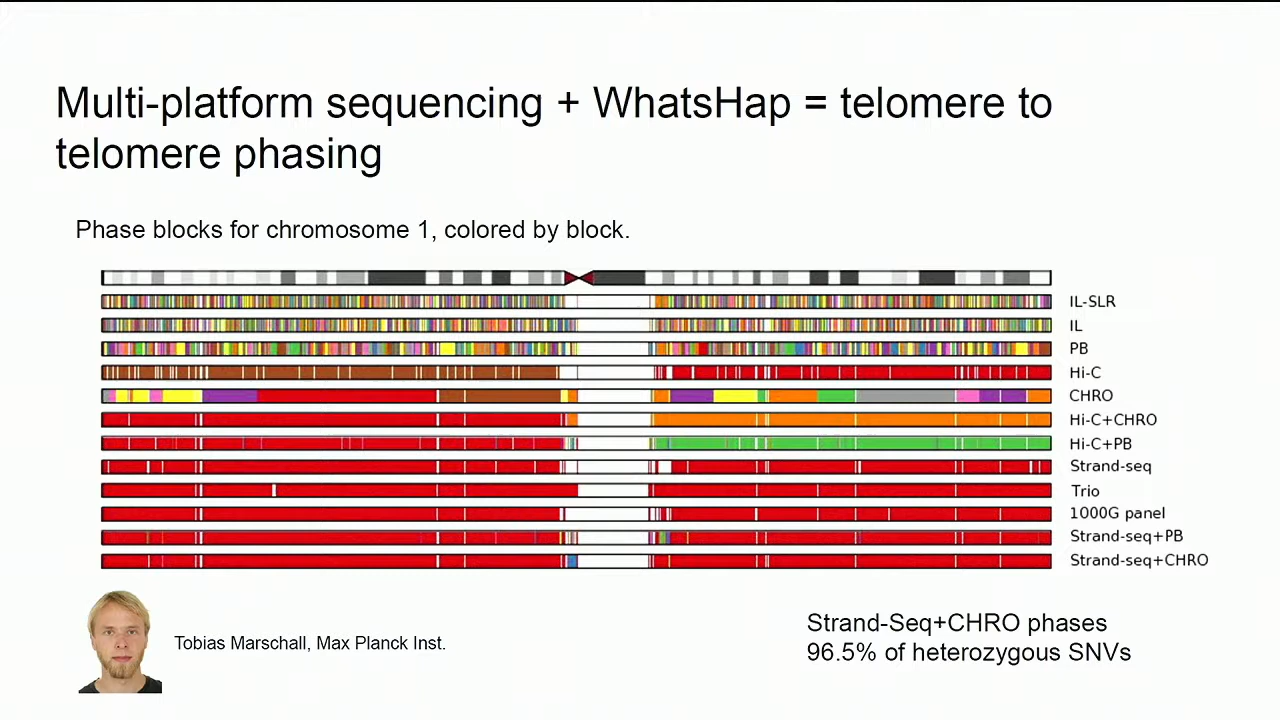 Multi-platform sequencing + WhatsHap = telomere to
telomere phasing
Phase blocks for chromosome 1, colored by block.
IL-SLR
IL
PB
Hi-C
CHRO
Hi-C+CHRO
Hi-C+PB
Strand-seq
Trio
1000G panel
Strand-seq+PB
Strand-seq+CHRO
Tobias Marschall, Max Planck Inst.
Strand-Seq+CHRO phases
96.5% of heterozygous SNVs